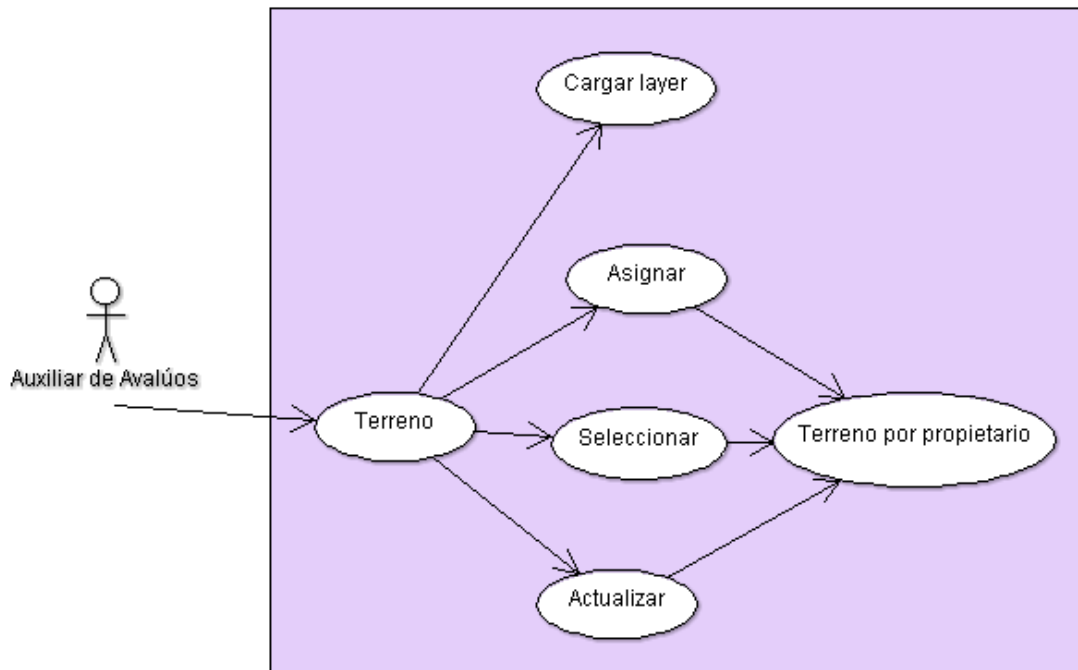 Cargar layer
Asignar
Auxiliar de Avalúos
Terreno
Seleccionar
Terreno por propietario
Actualizar